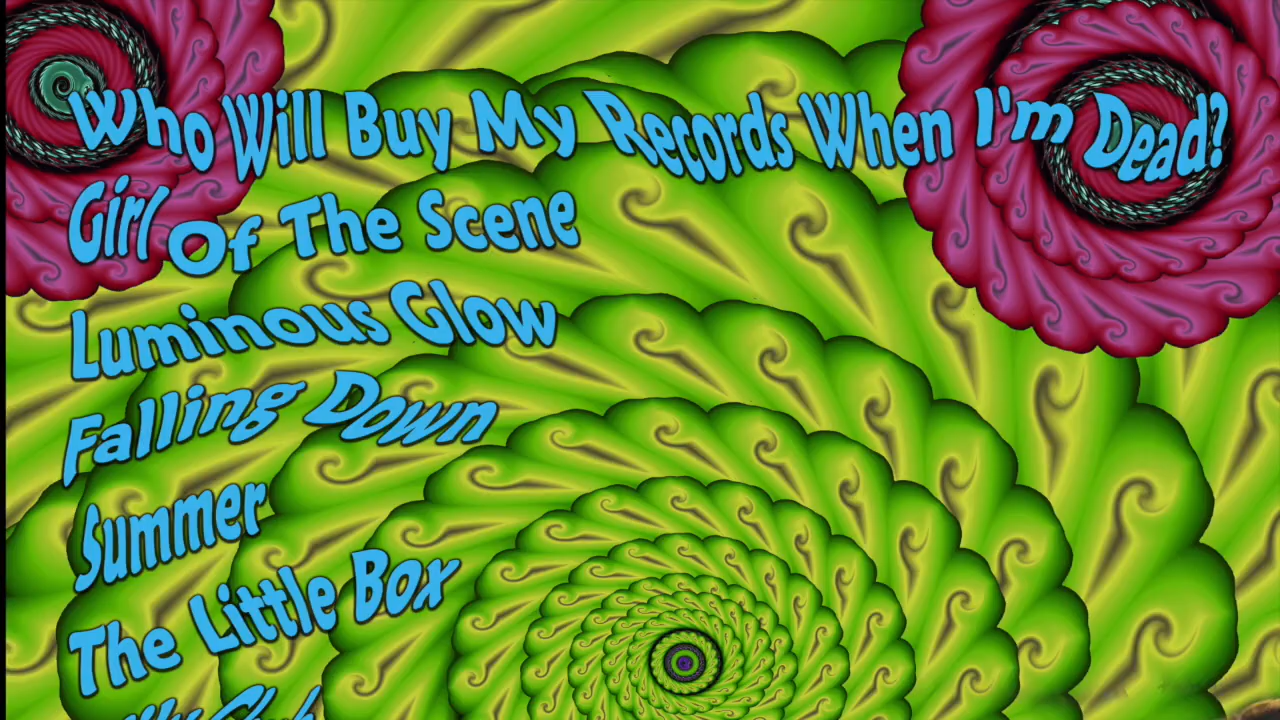 Who Will Buy My Records When I'm Dead?
Girl Of The Scene
Luminous Glow
Falling Down
Summer
The Little Box